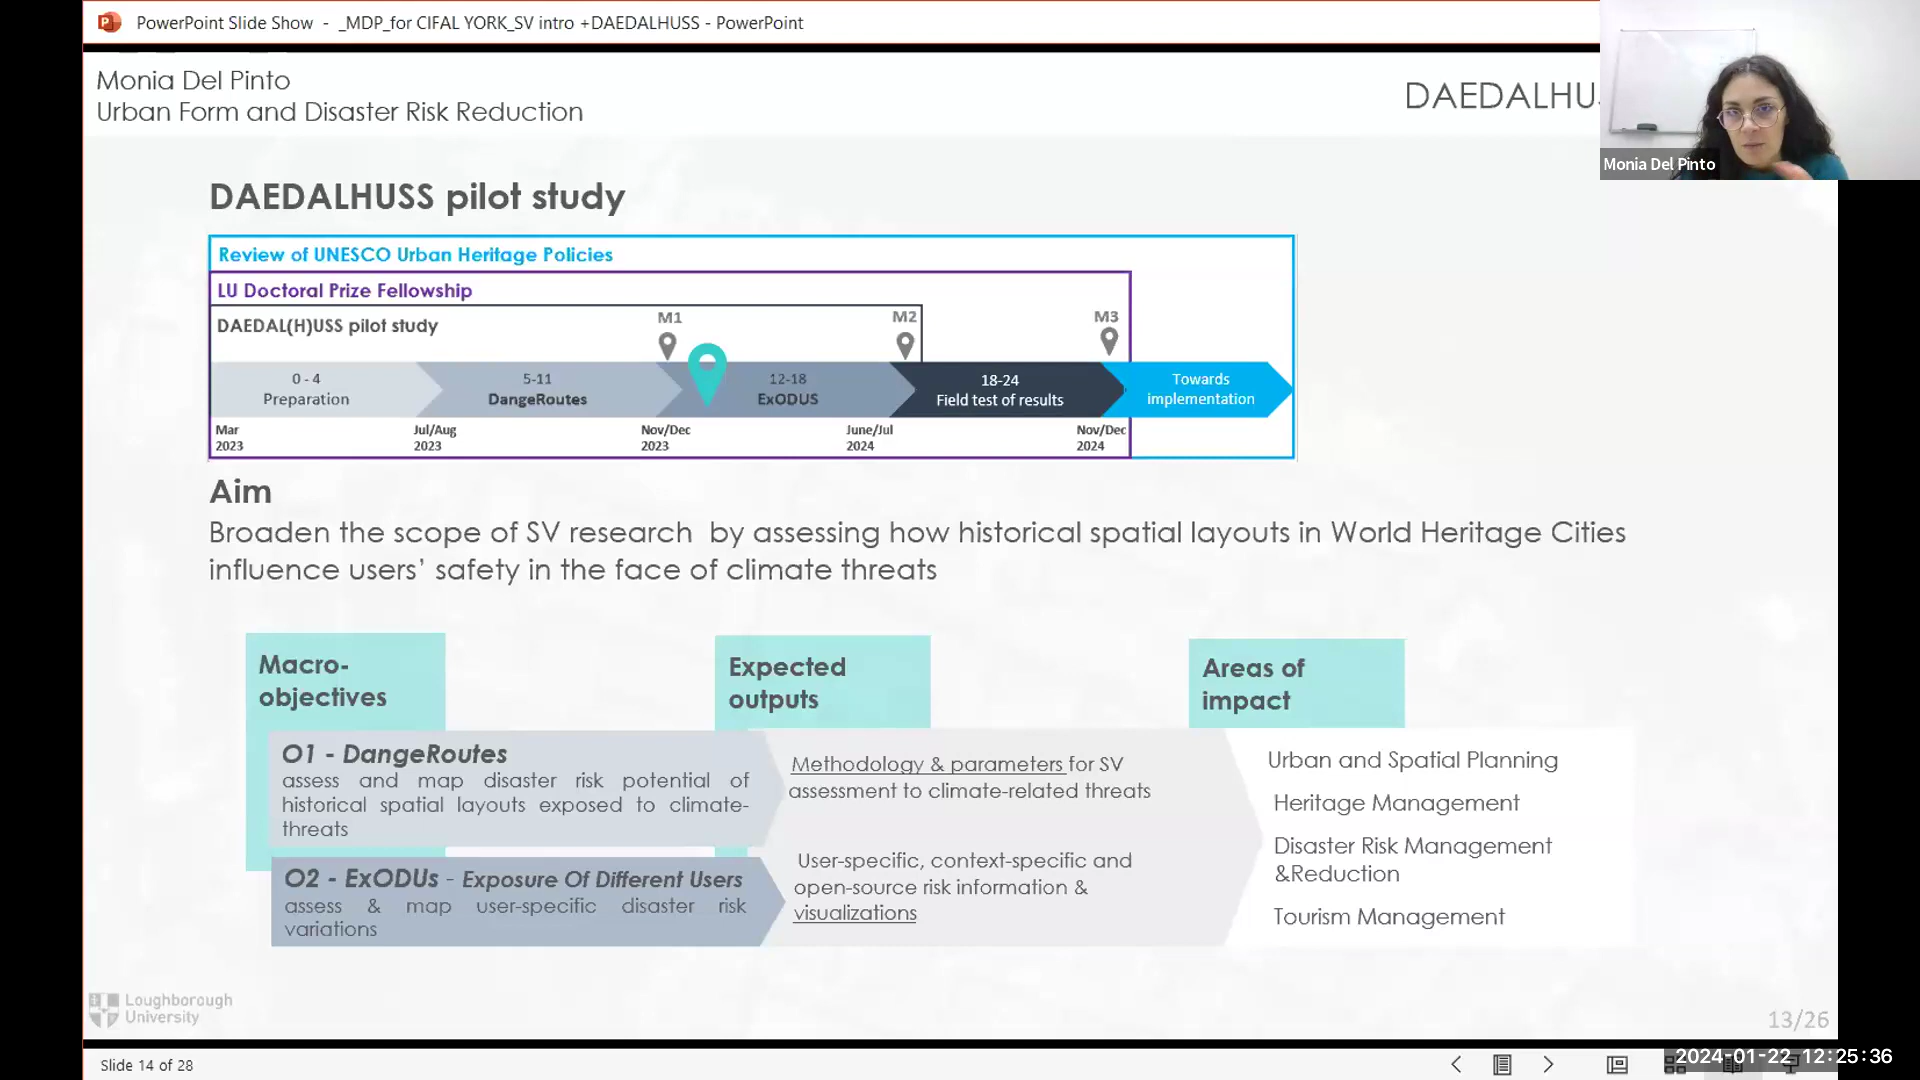 PowerPoint Slide Show - _MDP_for CIFAL YORK_SV intro +DAEDALHUSS - PowerPoint
Monia Del Pinto
Urban Form and Disaster Risk Reduction
DAEDALHUS
Monia Del Pinto
DAEDALHUSS pilot study
Review of UNESCO Urban Heritage Policies
LU Doctoral Prize Fellowship
DAEDAL(H)USS pilot study
M1
M2
M3
0 - 4
Preparation
5-11
DangeRoutes
12-18
ExODUS
18-24
Field test of results
Towards
implementation
Mar
2023
Jul/Aug
2023
Nov/Dec
2023
June/Jul
2024
Nov/Dec
2024
Aim
Broaden the scope of SV research by assessing how historical spatial layouts in World Heritage Cities
influence users’ safety in the face of climate threats
Macro-
objectives
O1 - DangeRoutes
assess and map disaster risk potential of
historical spatial layouts exposed to climate-
threats
O2 - ExODUs - Exposure Of Different Users
assess & map user-specific disaster risk
variations
Expected
outputs
Methodology & parameters for SV
assessment to climate-related threats
User-specific, context-specific and
open-source risk information &
visualizations
Areas of
impact
Urban and Spatial Planning
Heritage Management
Disaster Risk Management
&Reduction
Tourism Management
Loughborough
University
13/26
Slide 14 of 28
2024-01-22 12:25:36